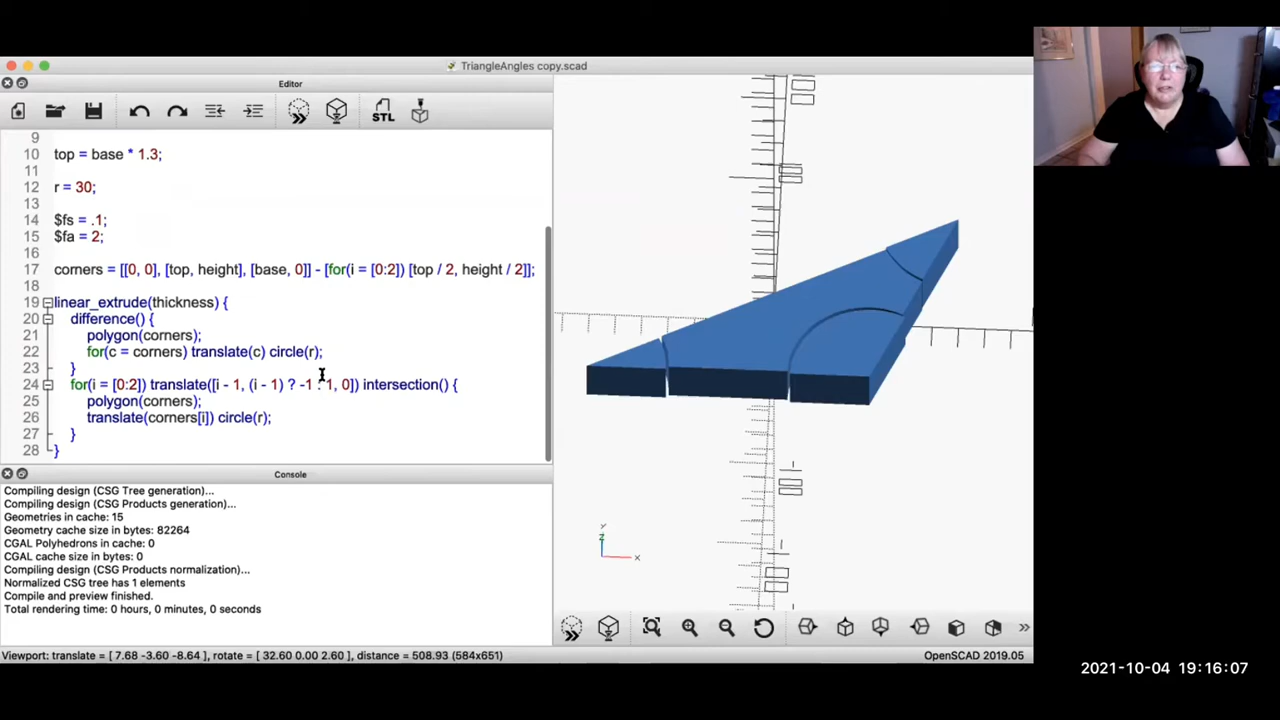 TriangleAngles copy.scad
Editor
STL
9
10 top = base * 1.3;
11
12 r = 30;
13
14 $fs = .1;
15 $fa = 2;
16
17 corners = [[0, 0], [top, height], [base, 0]] - [for(i = [0:2]) [top / 2, height / 2]];
18
19 linear_extrude(thickness) {
20 difference() {
21 polygon(corners);
22 for(c = corners) translate(c) circle(r);
23 }
24 for(i = [0:2]) translate([i - 1, (i - 1) ? -1 : 1, 0]) intersection() {
25 polygon(corners);
26 translate(corners[i]) circle(r);
27 }
28 }
Console
Compiling design (CSG Tree generation)...
Compiling design (CSG Products generation)...
Geometries in cache: 15
Geometry cache size in bytes: 82264
CGAL Polyhedrons in cache: 0
CGAL cache size in bytes: 0
Compiling design (CSG Products normalization)...
Normalized CSG tree has 1 elements
Compile and preview finished.
Total rendering time: 0 hours, 0 minutes, 0 seconds
Y
Z
X
Viewport: translate = [ 7.68 -3.60 -8.64 ], rotate = [ 32.60 0.00 2.60 ], distance = 508.93 (584x651)
OpenSCAD 2019.05
2021-10-04 19:16:07